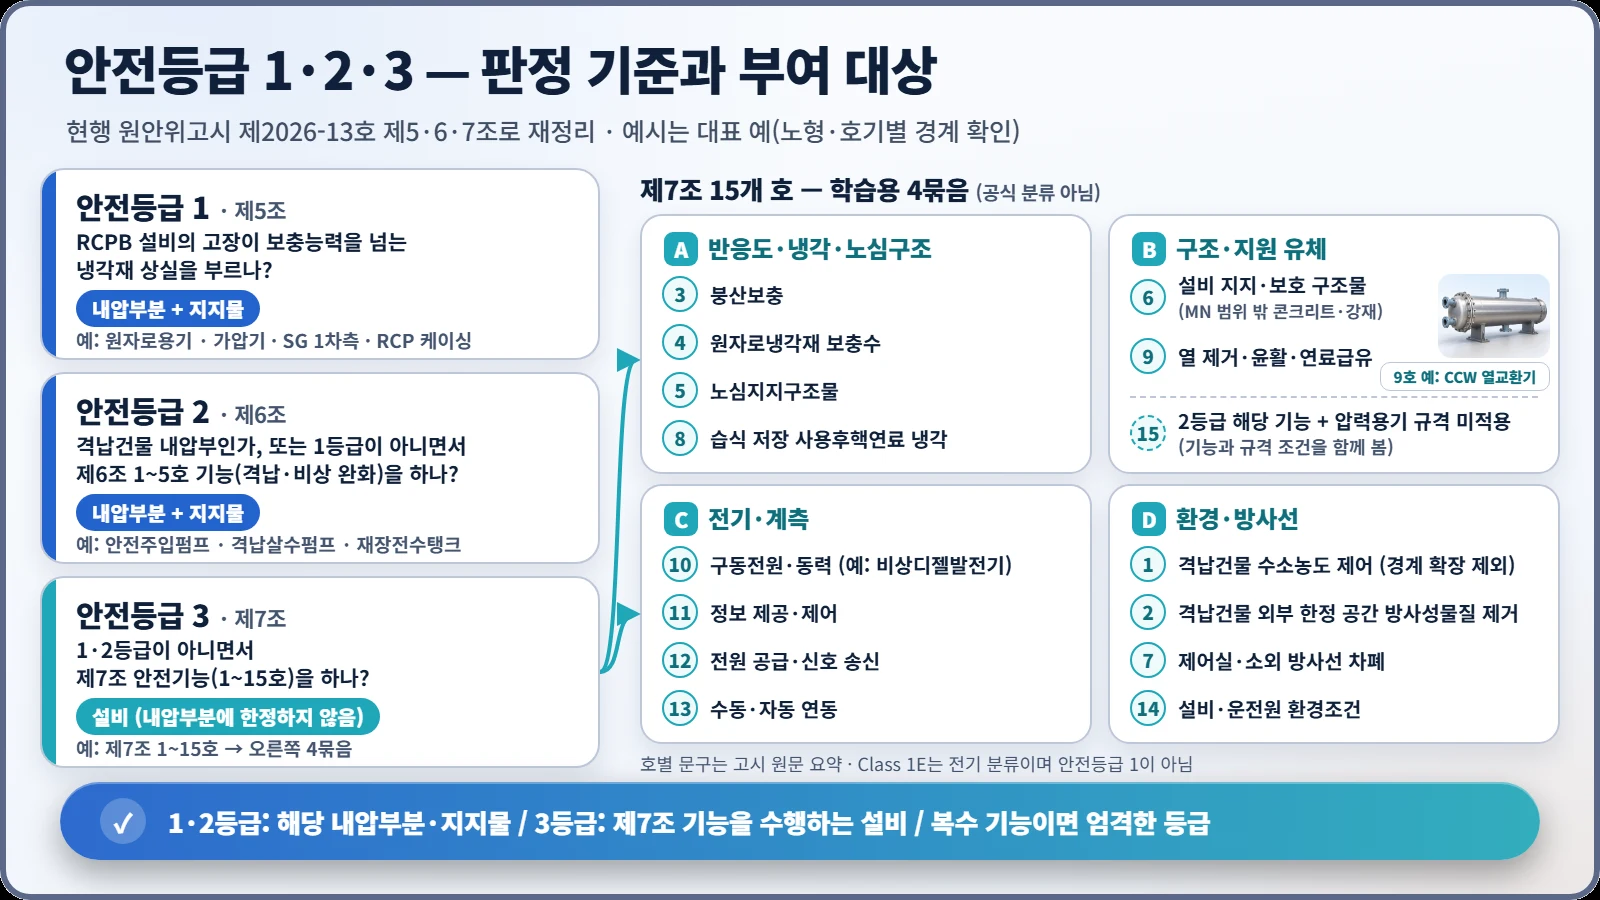 안전등급 1·2·3 — 판정 기준과 부여 대상
현행 원안위고시 제2026-13호 제5·6·7조로 재정리 · 예시는 대표 예(노형·호기별 경계 확인)
안전등급 1 · 제5조
RCPB 설비의 고장이 보충능력을 넘는
냉각재 상실을 부르나?
내압부분 + 지지물
예: 원자로용기 · 가압기 · SG 1차측 · RCP 케이싱
안전등급 2 · 제6조
격납건물 내압부인가, 또는 1등급이 아니면서
제6조 1~5호 기능(격납·비상 완화)을 하나?
내압부분 + 지지물
예: 안전주입펌프 · 격납살수펌프 · 재장전수탱크
안전등급 3 · 제7조
1·2등급이 아니면서
제7조 안전기능(1~15호)을 하나?
설비 (내압부분에 한정하지 않음)
예: 제7조 1~15호 → 오른쪽 4묶음
제7조 15개 호 — 학습용 4묶음 (공식 분류 아님)
A 반응도·냉각·노심구조
3 붕산보충
4 원자로냉각재 보충수
5 노심지지구조물
8 습식 저장 사용후핵연료 냉각
B 구조·지원 유체
6 설비 지지·보호 구조물
(MN 범위 밖 콘크리트·강재)
9 열 제거·윤활·연료급유
9호 예: CCW 열교환기
15 2등급 해당 기능 + 압력용기 규격 미적용
(기능과 규격 조건을 함께 봄)
C 전기·계측
10 구동전원·동력 (예: 비상디젤발전기)
11 정보 제공·제어
12 전원 공급·신호 송신
13 수동·자동 연동
D 환경·방사선
1 격납건물 수소농도 제어 (경계 확장 제외)
2 격납건물 외부 한정 공간 방사성물질 제거
7 제어실·소외 방사선 차폐
14 설비·운전원 환경조건
호별 문구는 고시 원문 요약 · Class 1E는 전기 분류이며 안전등급 1이 아님
✓ 1·2등급: 해당 내압부분·지지물 / 3등급: 제7조 기능을 수행하는 설비 / 복수 기능이면 엄격한 등급